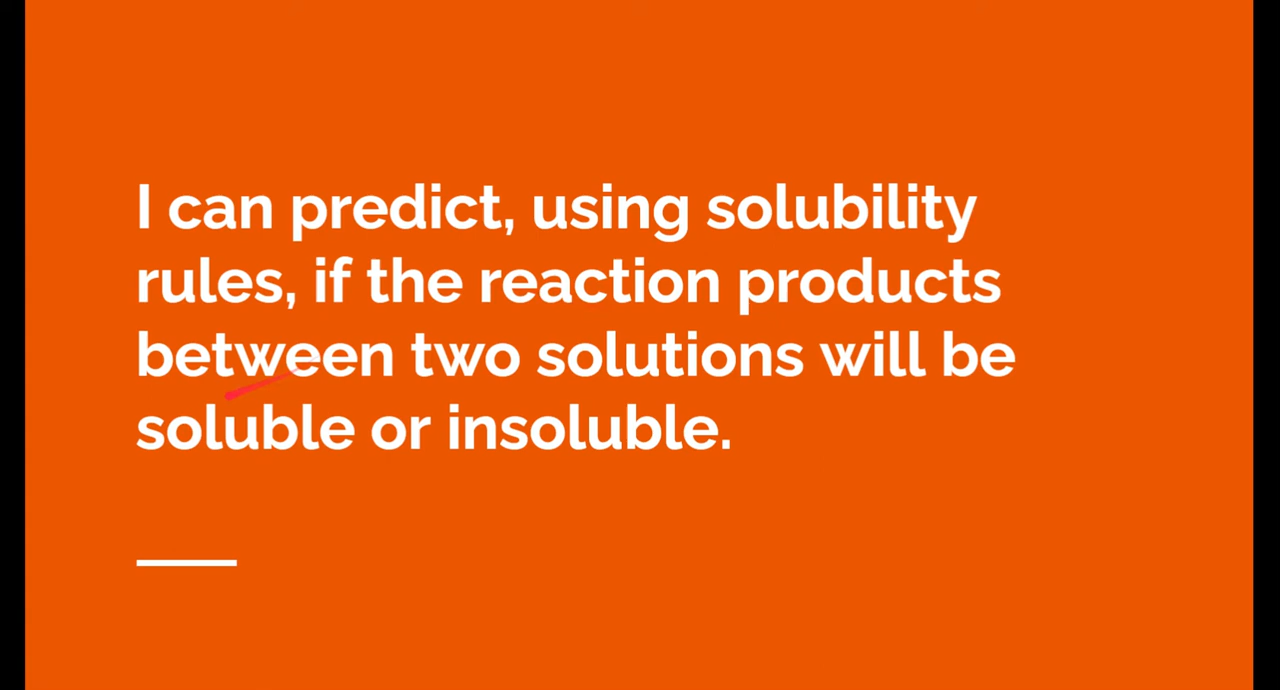 I can predict, using solubility
rules, if the reaction products
between two solutions will be
soluble or insoluble.